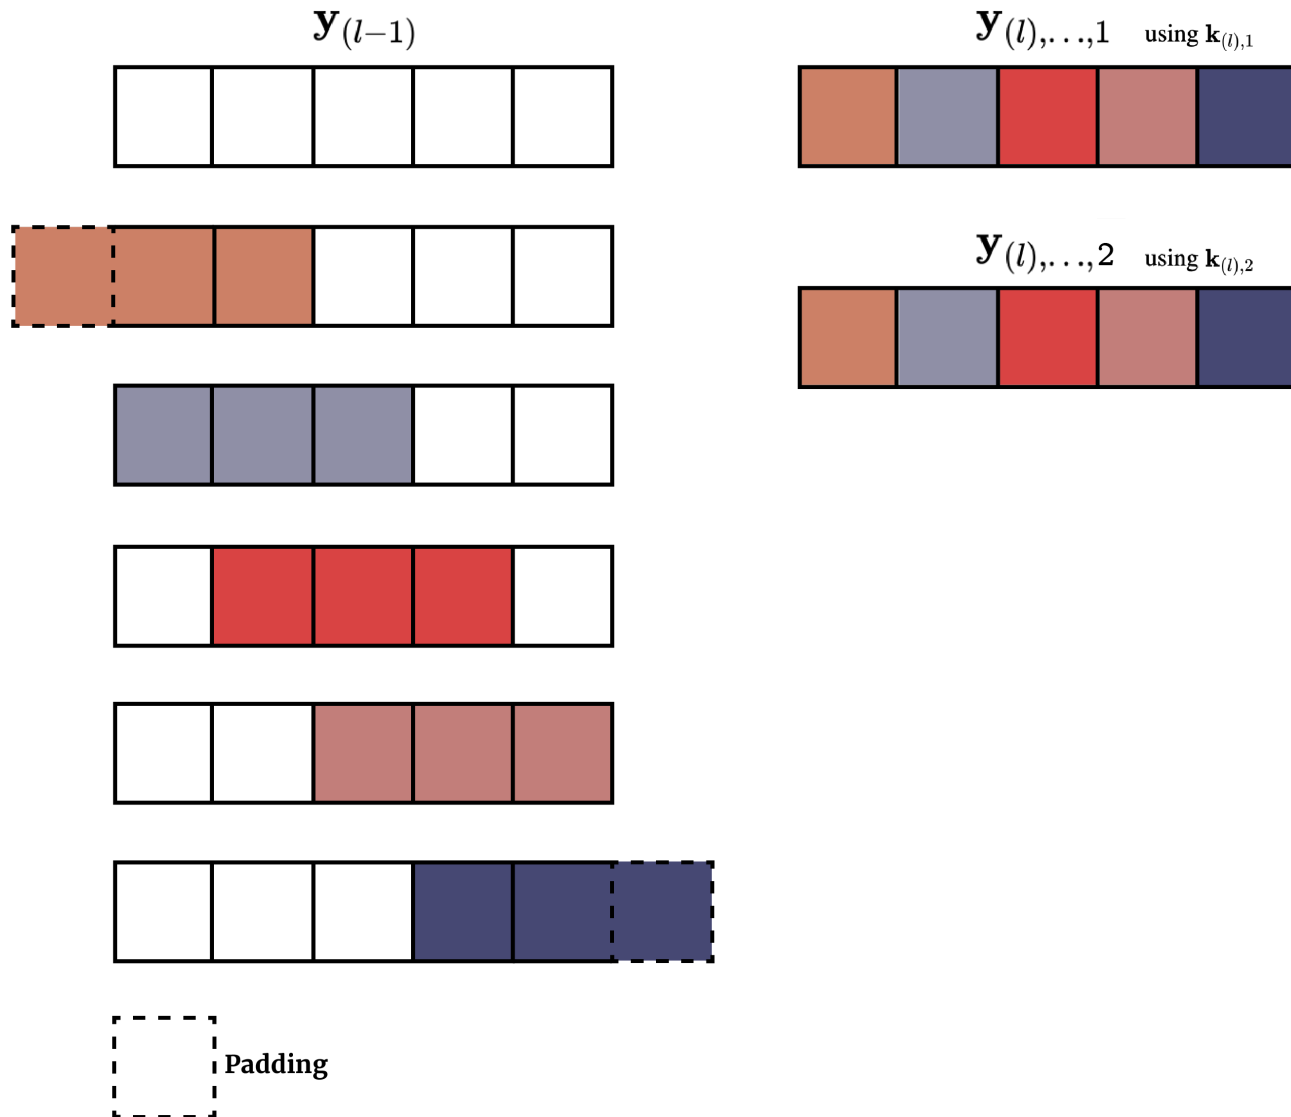 y(l−1)
y(l),...,1 using k(l),1
y(l),...,2 using k(l),2
Padding